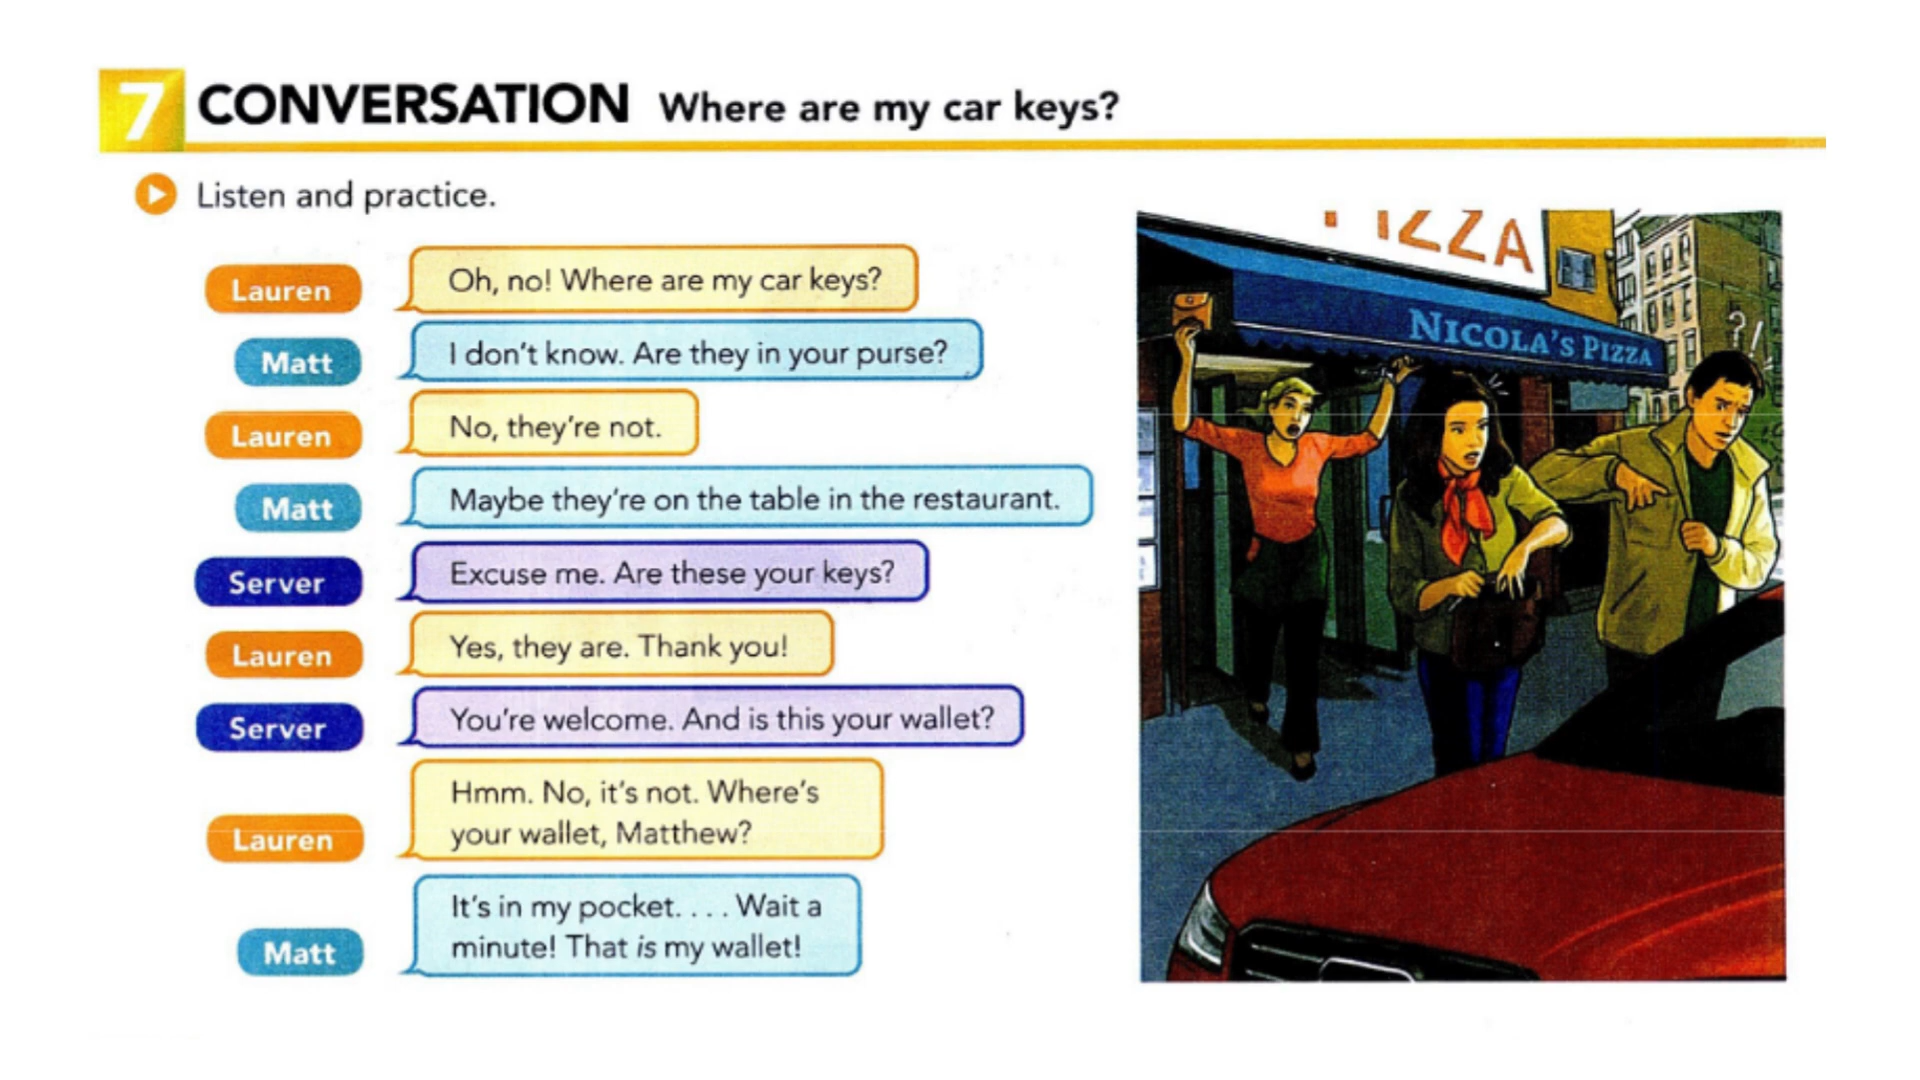 7 CONVERSATION Where are my car keys?
Listen and practice.
Lauren Oh, no! Where are my car keys?
Matt I don't know. Are they in your purse?
Lauren No, they're not.
Matt Maybe they're on the table in the restaurant.
Server Excuse me. Are these your keys?
Lauren Yes, they are. Thank you!
Server You're welcome. And is this your wallet?
Lauren Hmm. No, it's not. Where's
your wallet, Matthew?
Matt It's in my pocket. . . . Wait a
minute! That is my wallet!
PIZZA
NICOLA'S PIZZA
?!